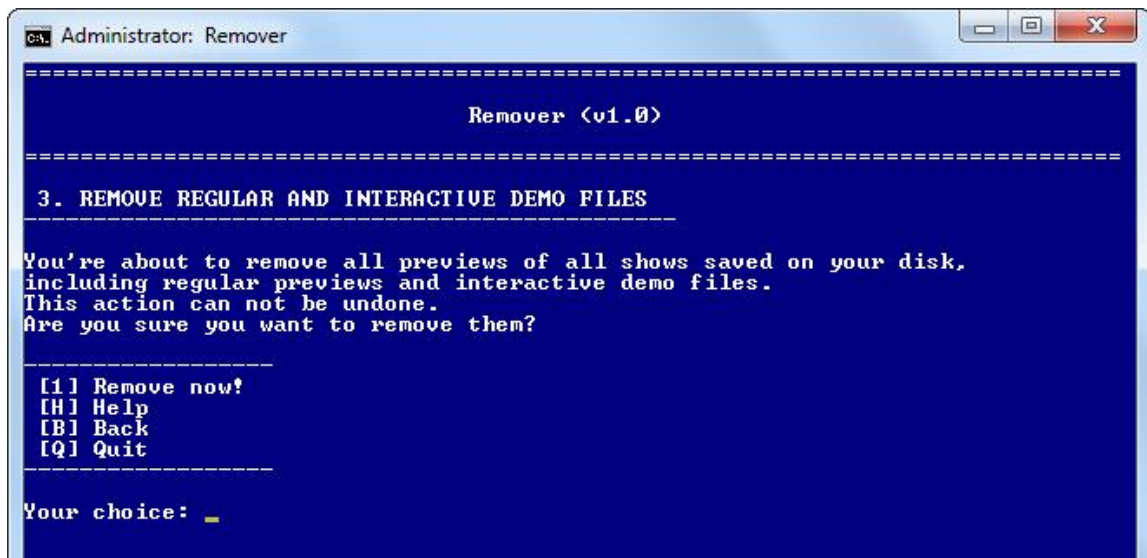 Administrator: Remover
===============================================================================
Remover (v1.0)
===============================================================================
3. REMOVE REGULAR AND INTERACTIVE DEMO FILES
You're about to remove all previews of all shows saved on your disk,
including regular previews and interactive demo files.
This action can not be undone.
Are you sure you want to remove them?
[1] Remove now!
[H] Help
[B] Back
[Q] Quit
Your choice: _